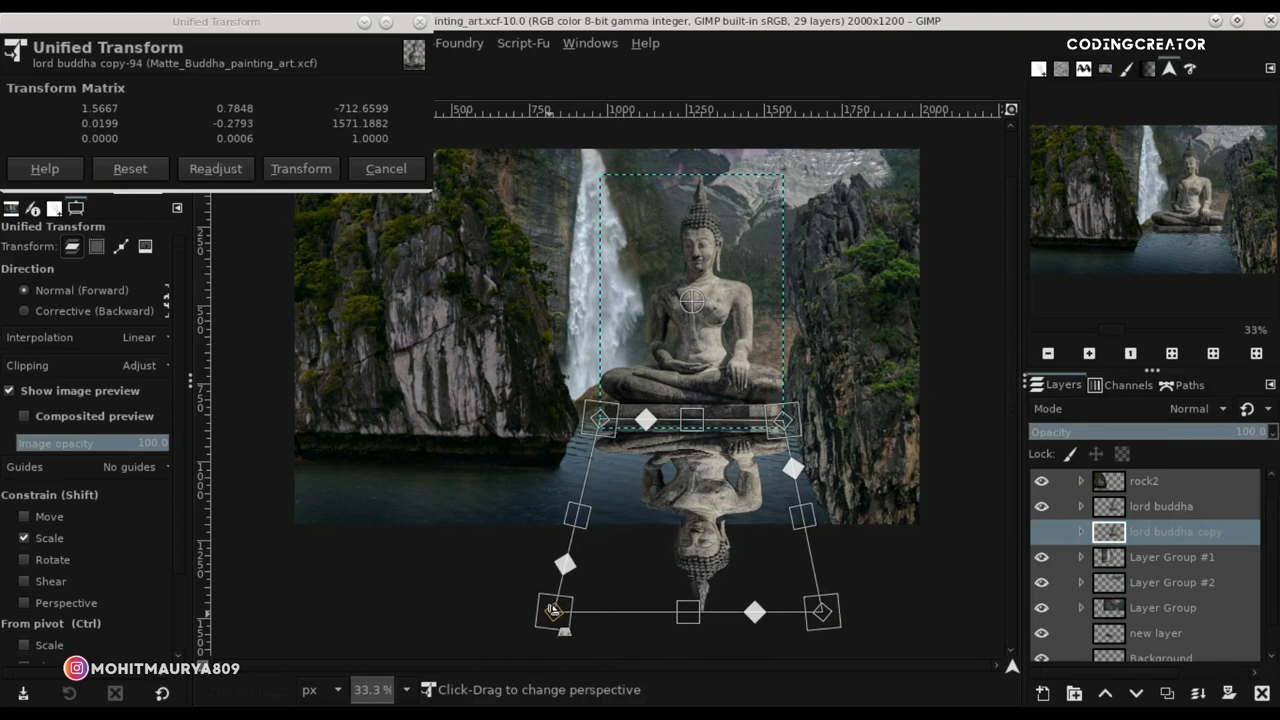 Unified Transform
inting_art.xcf-10.0 (RGB color 8-bit gamma integer, GIMP built-in sRGB, 29 layers) 2000x1200 – GIMP
Unified Transform
lord buddha copy-94 (Matte_Buddha_painting_art.xcf)
Foundry Script-Fu Windows Help
CODINGCREATOR
Transform Matrix
1.5667 0.7848 -712.6599
0.0199 -0.2793 1571.1882
0.0000 0.0006 1.0000
Help Reset Readjust Transform Cancel
500 750 1000 1250 1500 1750 2000
Unified Transform
Transform:
Direction
Normal (Forward)
Corrective (Backward)
Interpolation Linear
Clipping Adjust
Show image preview
Composited preview
Image opacity 100.0
Guides No guides
Constrain (Shift)
Move
Scale
Rotate
Shear
Perspective
From pivot (Ctrl)
Scale
MOHITMAURYA809
px 33.3 % Click-Drag to change perspective
33%
Layers Channels Paths
Mode Normal
Opacity 100.0
Lock:
rock2
lord buddha
lord buddha copy
Layer Group #1
Layer Group #2
Layer Group
new layer
Background